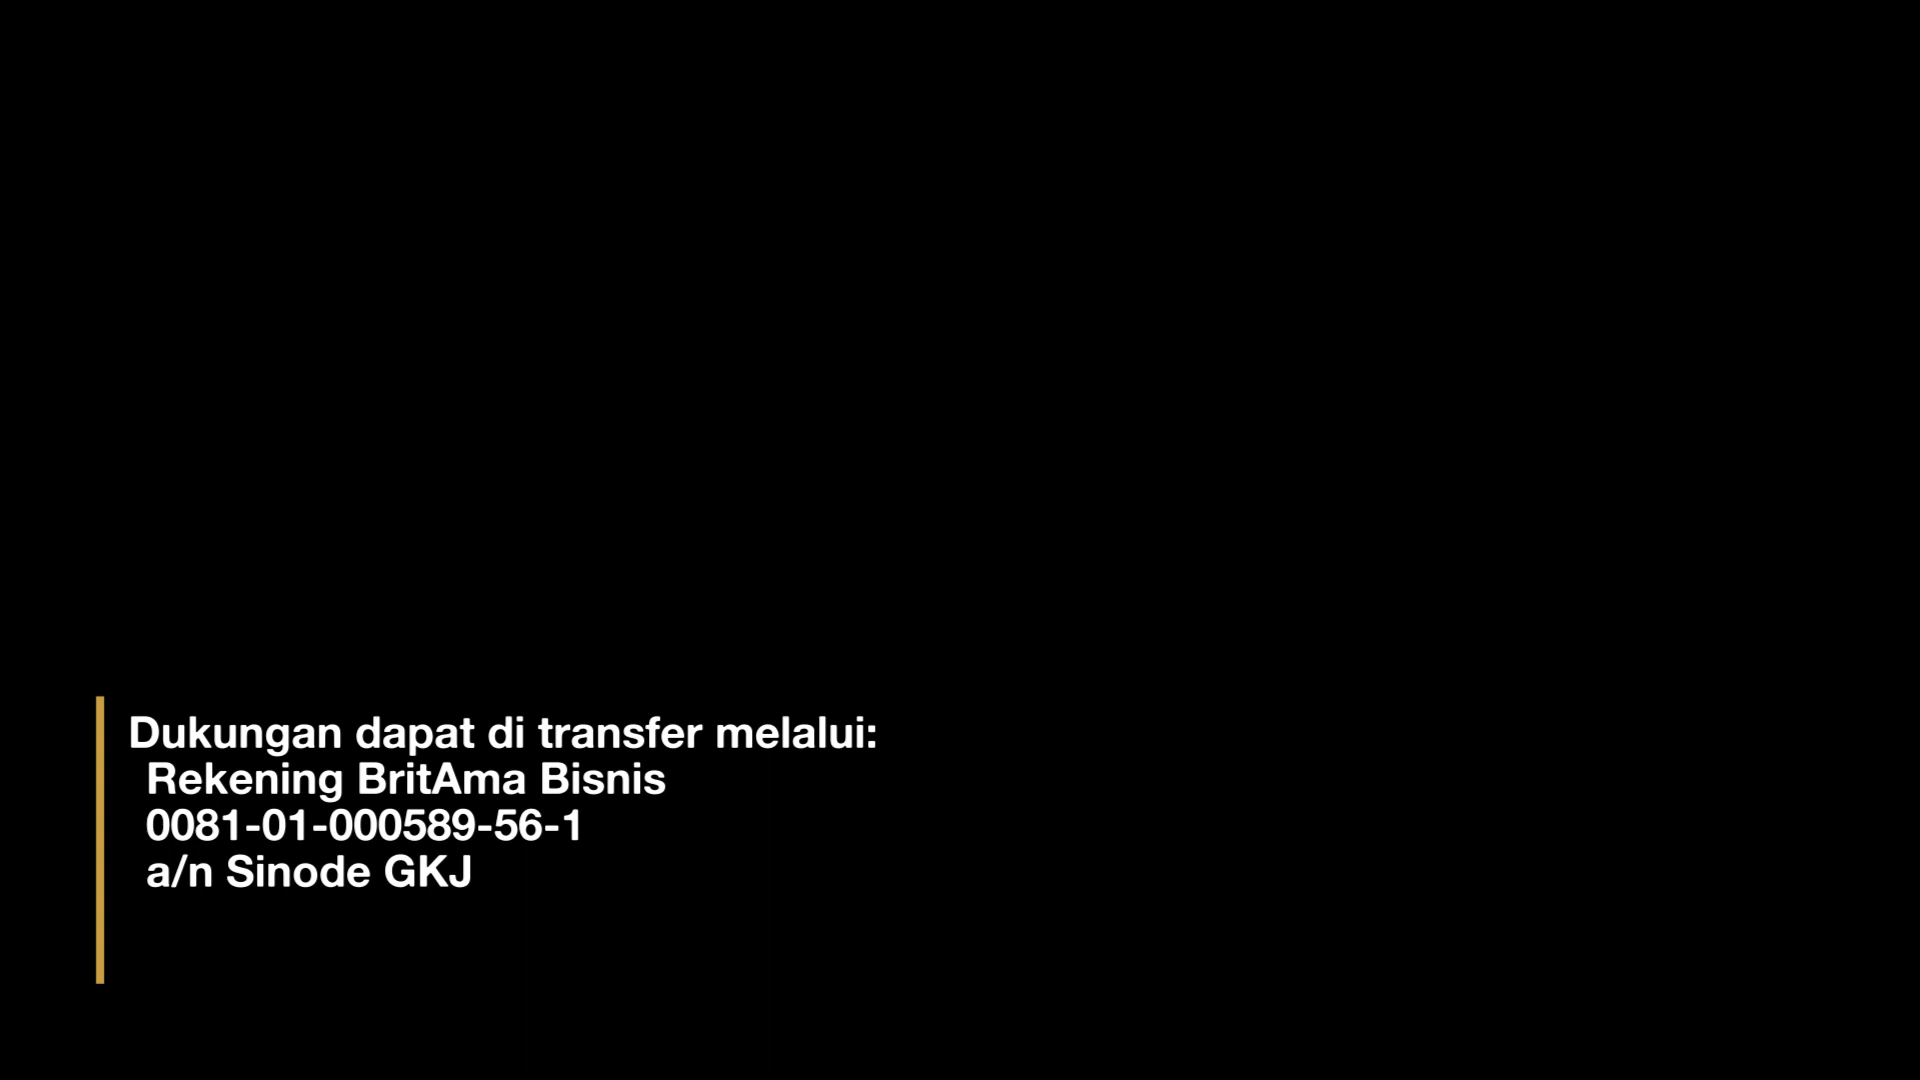 Dukungan dapat di transfer melalui:
Rekening BritAma Bisnis
0081-01-000589-56-1
a/n Sinode GKJ